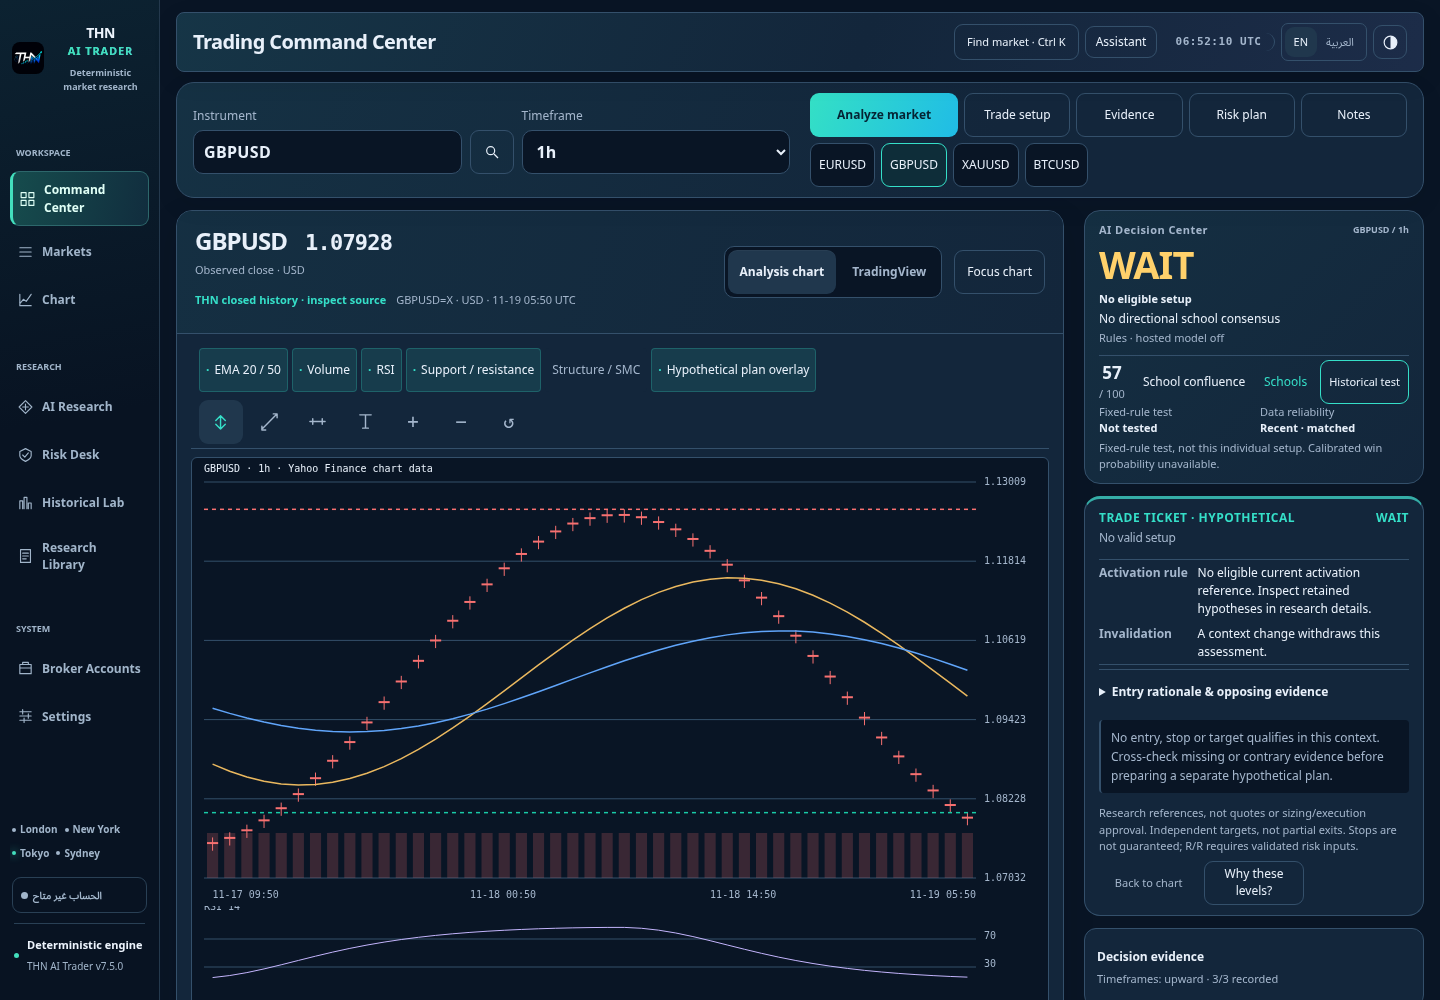 THN
AI TRADER
Deterministic
market research
WORKSPACE
Command
Center
Markets
Chart
RESEARCH
AI Research
Risk Desk
Historical Lab
Research
Library
SYSTEM
Broker Accounts
Settings
London New York
Tokyo Sydney
الحساب غير متاح
Deterministic engine
THN AI Trader v7.5.0
Trading Command Center
Find market · Ctrl K
Assistant
06:52:10 UTC
EN
العربية
Instrument
GBPUSD
Timeframe
1h
Analyze market
Trade setup
Evidence
Risk plan
Notes
EURUSD
GBPUSD
XAUUSD
BTCUSD
GBPUSD 1.07928
Observed close · USD
THN closed history · inspect source GBPUSD=X · USD · 11-19 05:50 UTC
Analysis chart
TradingView
Focus chart
· EMA 20 / 50
· Volume
· RSI
· Support / resistance
Structure / SMC
· Hypothetical plan overlay
GBPUSD · 1h · Yahoo Finance chart data
1.13009
1.11814
1.10619
1.09423
1.08228
1.07032
11-17 09:50
11-18 00:50
11-18 14:50
11-19 05:50
RSI 14
70
30
AI Decision Center
GBPUSD / 1h
WAIT
No eligible setup
No directional school consensus
Rules · hosted model off
57
/ 100
School confluence
Schools
Historical test
Fixed-rule test
Not tested
Data reliability
Recent · matched
Fixed-rule test, not this individual setup. Calibrated win
probability unavailable.
TRADE TICKET · HYPOTHETICAL
WAIT
No valid setup
Activation rule
No eligible current activation
reference. Inspect retained
hypotheses in research details.
Invalidation
A context change withdraws this
assessment.
Entry rationale & opposing evidence
No entry, stop or target qualifies in this context.
Cross-check missing or contrary evidence before
preparing a separate hypothetical plan.
Research references, not quotes or sizing/execution
approval. Independent targets, not partial exits. Stops are
not guaranteed; R/R requires validated risk inputs.
Back to chart
Why these
levels?
Decision evidence
Timeframes: upward · 3/3 recorded